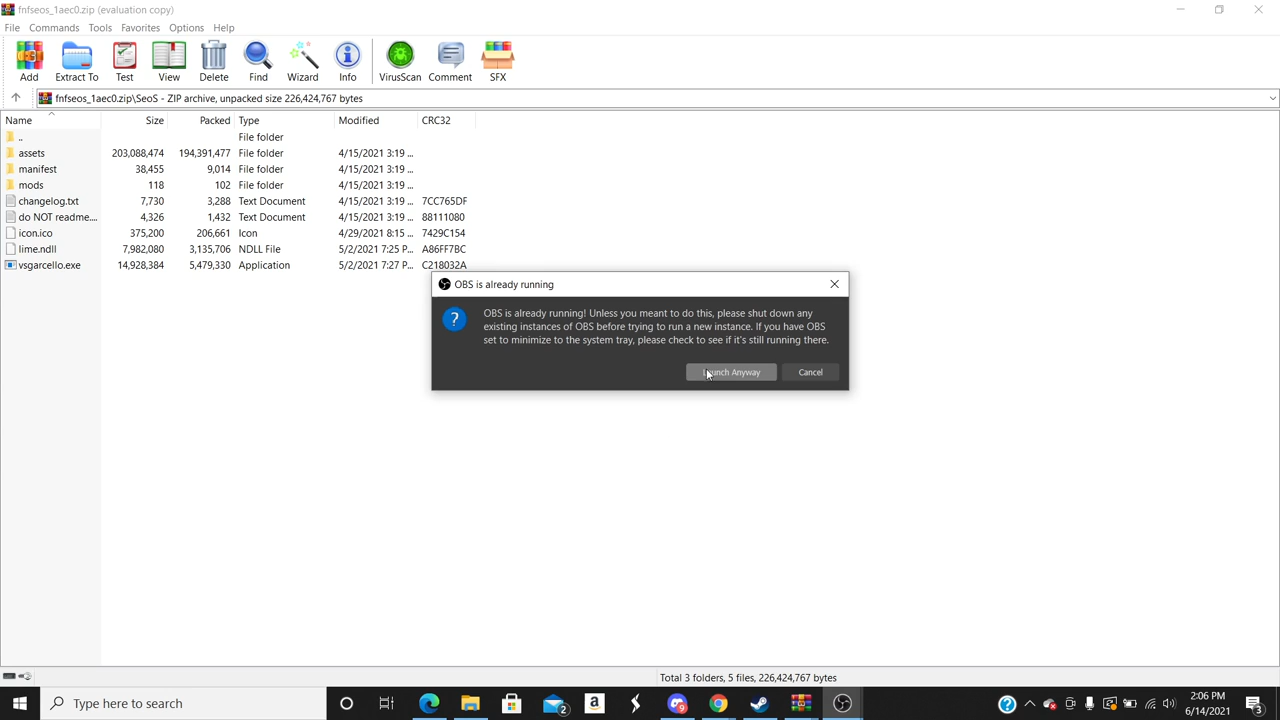 fnfseos_1aec0.zip (evaluation copy)
File Commands Tools Favorites Options Help
Add Extract To Test View Delete Find Wizard Info VirusScan Comment SFX
fnfseos_1aec0.zip\SeoS - ZIP archive, unpacked size 226,424,767 bytes
Name Size Packed Type Modified CRC32
.. File folder
assets 203,088,474 194,391,477 File folder 4/15/2021 3:19 ...
manifest 38,455 9,014 File folder 4/15/2021 3:19 ...
mods 118 102 File folder 4/15/2021 3:19 ...
changelog.txt 7,730 3,288 Text Document 4/15/2021 3:19 ... 7CC765DF
do NOT readme.... 4,326 1,432 Text Document 4/15/2021 3:19 ... 88111080
icon.ico 375,200 206,661 Icon 4/29/2021 8:15 ... 7429C154
lime.ndll 7,982,080 3,135,706 NDLL File 5/2/2021 7:25 P... A86FF7BC
vsgarcello.exe 14,928,384 5,479,330 Application 5/2/2021 7:27 P... C218032A
OBS is already running
OBS is already running! Unless you meant to do this, please shut down any
existing instances of OBS before trying to run a new instance. If you have OBS
set to minimize to the system tray, please check to see if it's still running there.
Launch Anyway Cancel
Total 3 folders, 5 files, 226,424,767 bytes
Type here to search
2:06 PM
6/14/2021